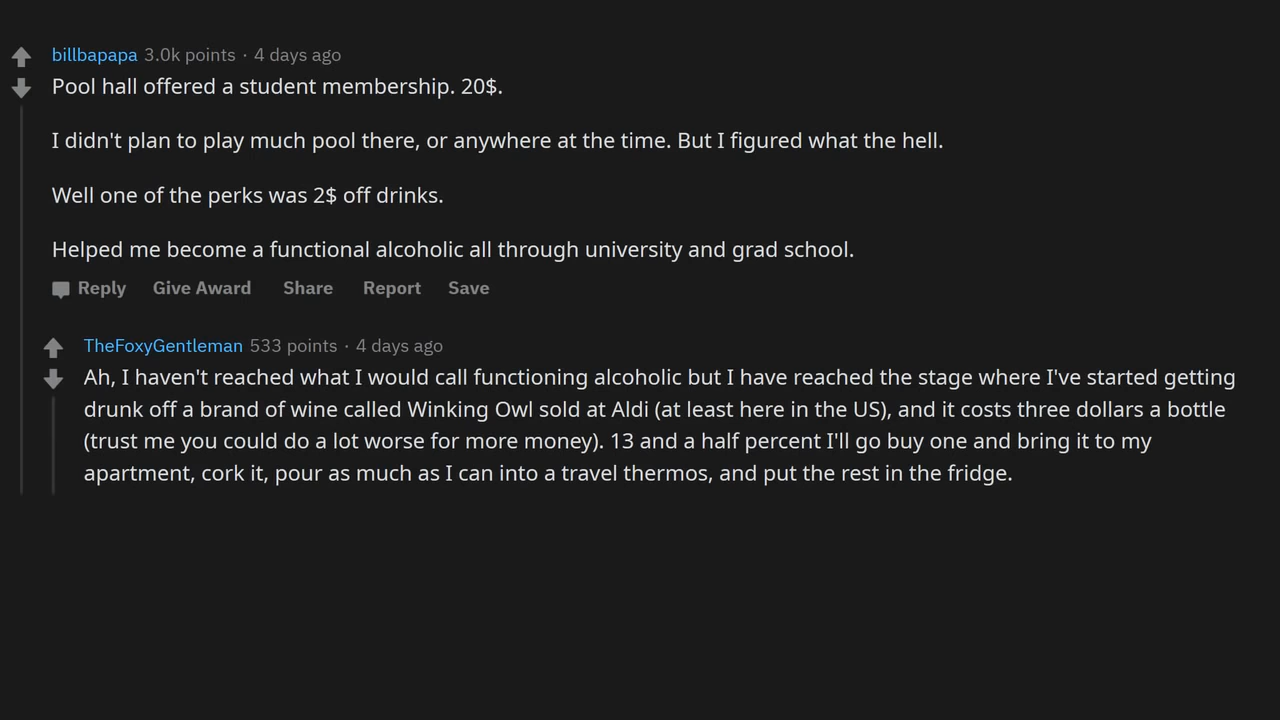 billbapapa 3.0k points · 4 days ago
Pool hall offered a student membership. 20$.
I didn't plan to play much pool there, or anywhere at the time. But I figured what the hell.
Well one of the perks was 2$ off drinks.
Helped me become a functional alcoholic all through university and grad school.
Reply Give Award Share Report Save
TheFoxyGentleman 533 points · 4 days ago
Ah, I haven't reached what I would call functioning alcoholic but I have reached the stage where I've started getting
drunk off a brand of wine called Winking Owl sold at Aldi (at least here in the US), and it costs three dollars a bottle
(trust me you could do a lot worse for more money). 13 and a half percent I'll go buy one and bring it to my
apartment, cork it, pour as much as I can into a travel thermos, and put the rest in the fridge.